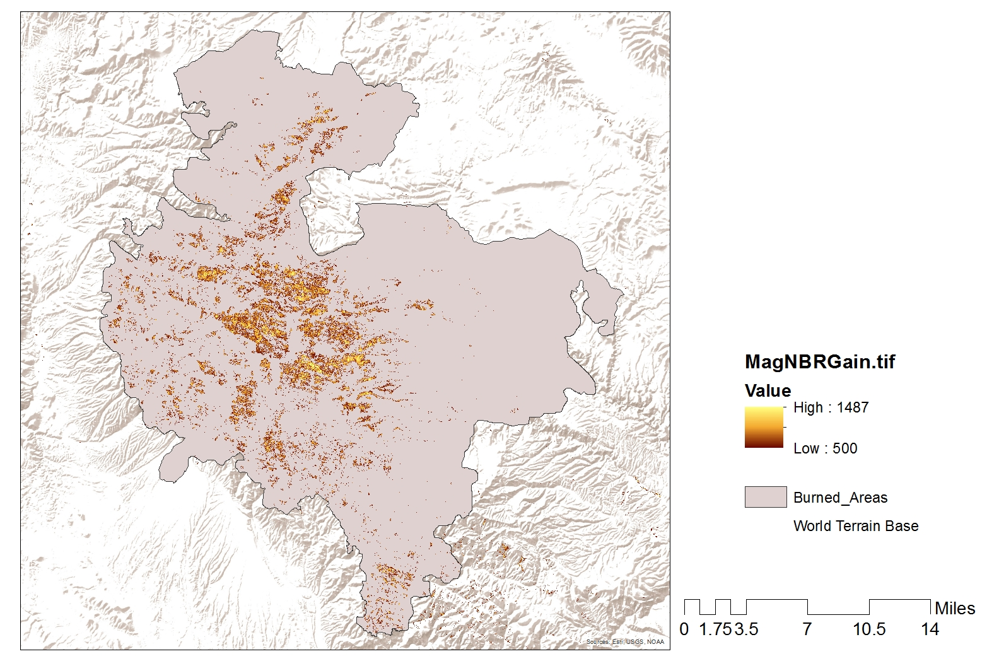 MagNBRGain.tif
Value
High : 1487
Low : 500
Burned_Areas
World Terrain Base
Miles
0 1.75 3.5 7 10.5 14
Sources: Esri, USGS, NOAA